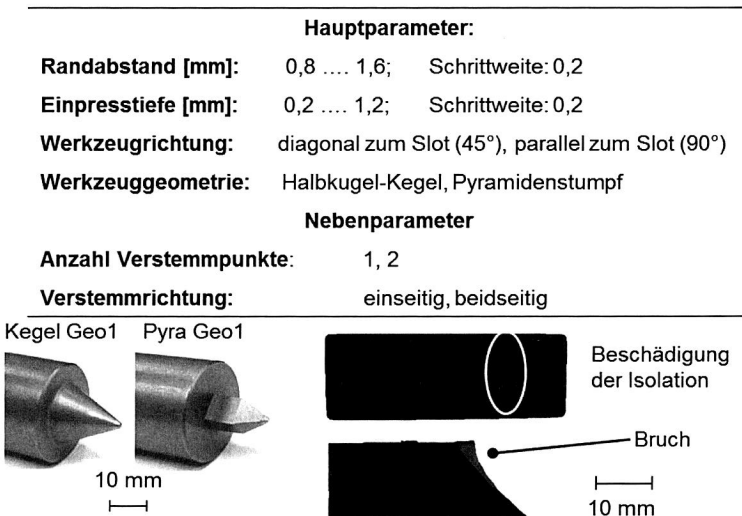 Hauptparameter:
Randabstand [mm]: 0,8 .... 1,6; Schrittweite: 0,2
Einpresstiefe [mm]: 0,2 .... 1,2; Schrittweite: 0,2
Werkzeugrichtung: diagonal zum Slot (45°), parallel zum Slot (90°)
Werkzeuggeometrie: Halbkugel-Kegel, Pyramidenstumpf
Nebenparameter
Anzahl Verstemmpunkte: 1, 2
Verstemmrichtung: einseitig, beidseitig
Kegel Geo1 Pyra Geo1
Beschädigung
der Isolation
Bruch
10 mm
10 mm